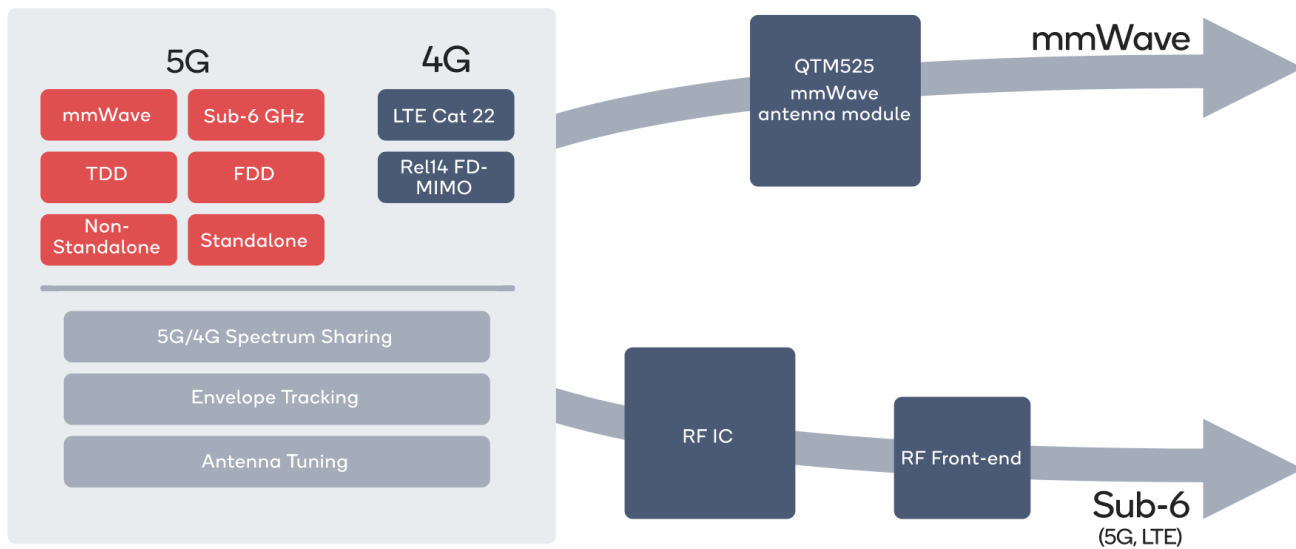 5G
4G
mmWave
Sub-6 GHz
LTE Cat 22
TDD
FDD
Rel14 FD-
MIMO
Non-
Standalone
Standalone
5G/4G Spectrum Sharing
Envelope Tracking
Antenna Tuning
QTM525
mmWave
antenna module
mmWave
RF IC
RF Front-end
Sub-6
(5G, LTE)